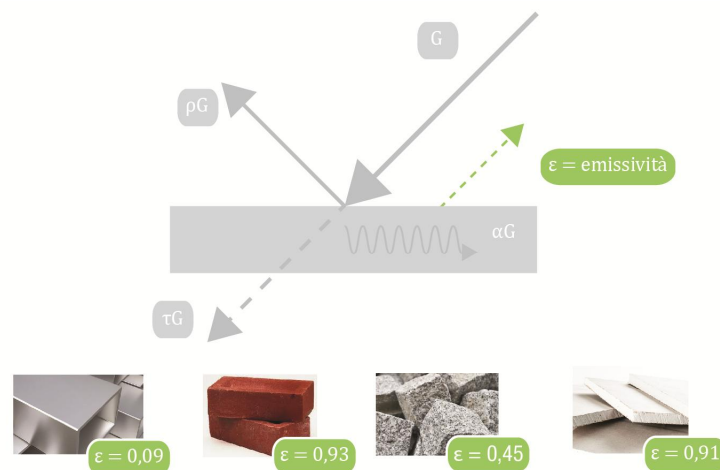 G
ρG
ε = emissività
αG
τG
ε = 0,09
ε = 0,93
ε = 0,45
ε = 0,91